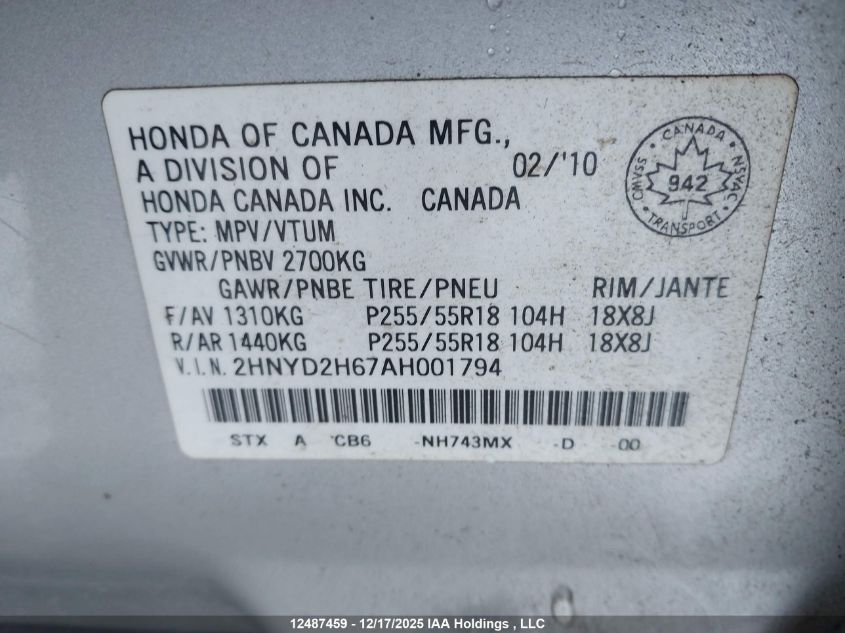 HONDA OF CANADA MFG.,
A DIVISION OF 02/'10
HONDA CANADA INC. CANADA
TYPE: MPV/VTUM
GVWR/PNBV 2700KG
GAWR/PNBE TIRE/PNEU RIM/JANTE
F/AV 1310KG P255/55R18 104H 18X8J
R/AR 1440KG P255/55R18 104H 18X8J
V.I.N. 2HNYD2H67AH001794
STX A CB6 -NH743MX -D -00
CANADA
NSVAC
TRANSPORT
CMVSS
942
12487459 - 12/17/2025 IAA Holdings , LLC